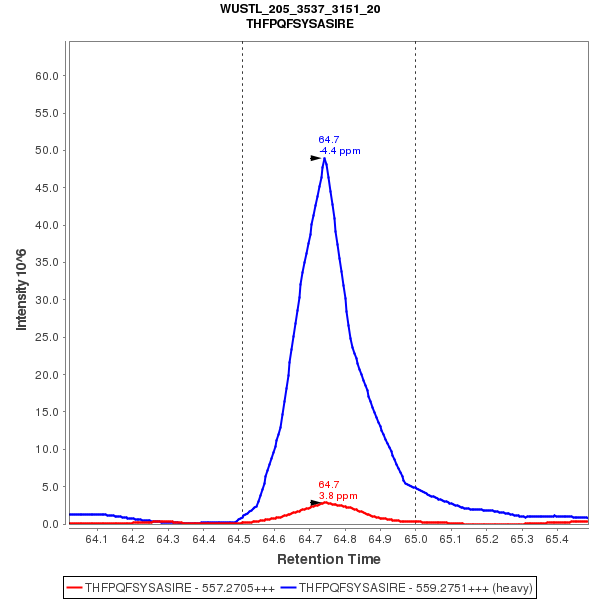 WUSTL_205_3537_3151_20
THFPQFSYSASIRE
60.0
55.0
50.0
45.0
40.0
35.0
30.0
25.0
20.0
15.0
10.0
5.0
0.0
Intensity 10^6
64.7
-4.4 ppm
64.7
3.8 ppm
64.1 64.2 64.3 64.4 64.5 64.6 64.7 64.8 64.9 65.0 65.1 65.2 65.3 65.4
Retention Time
THFPQFSYSASIRE - 557.2705+++ THFPQFSYSASIRE - 559.2751+++ (heavy)